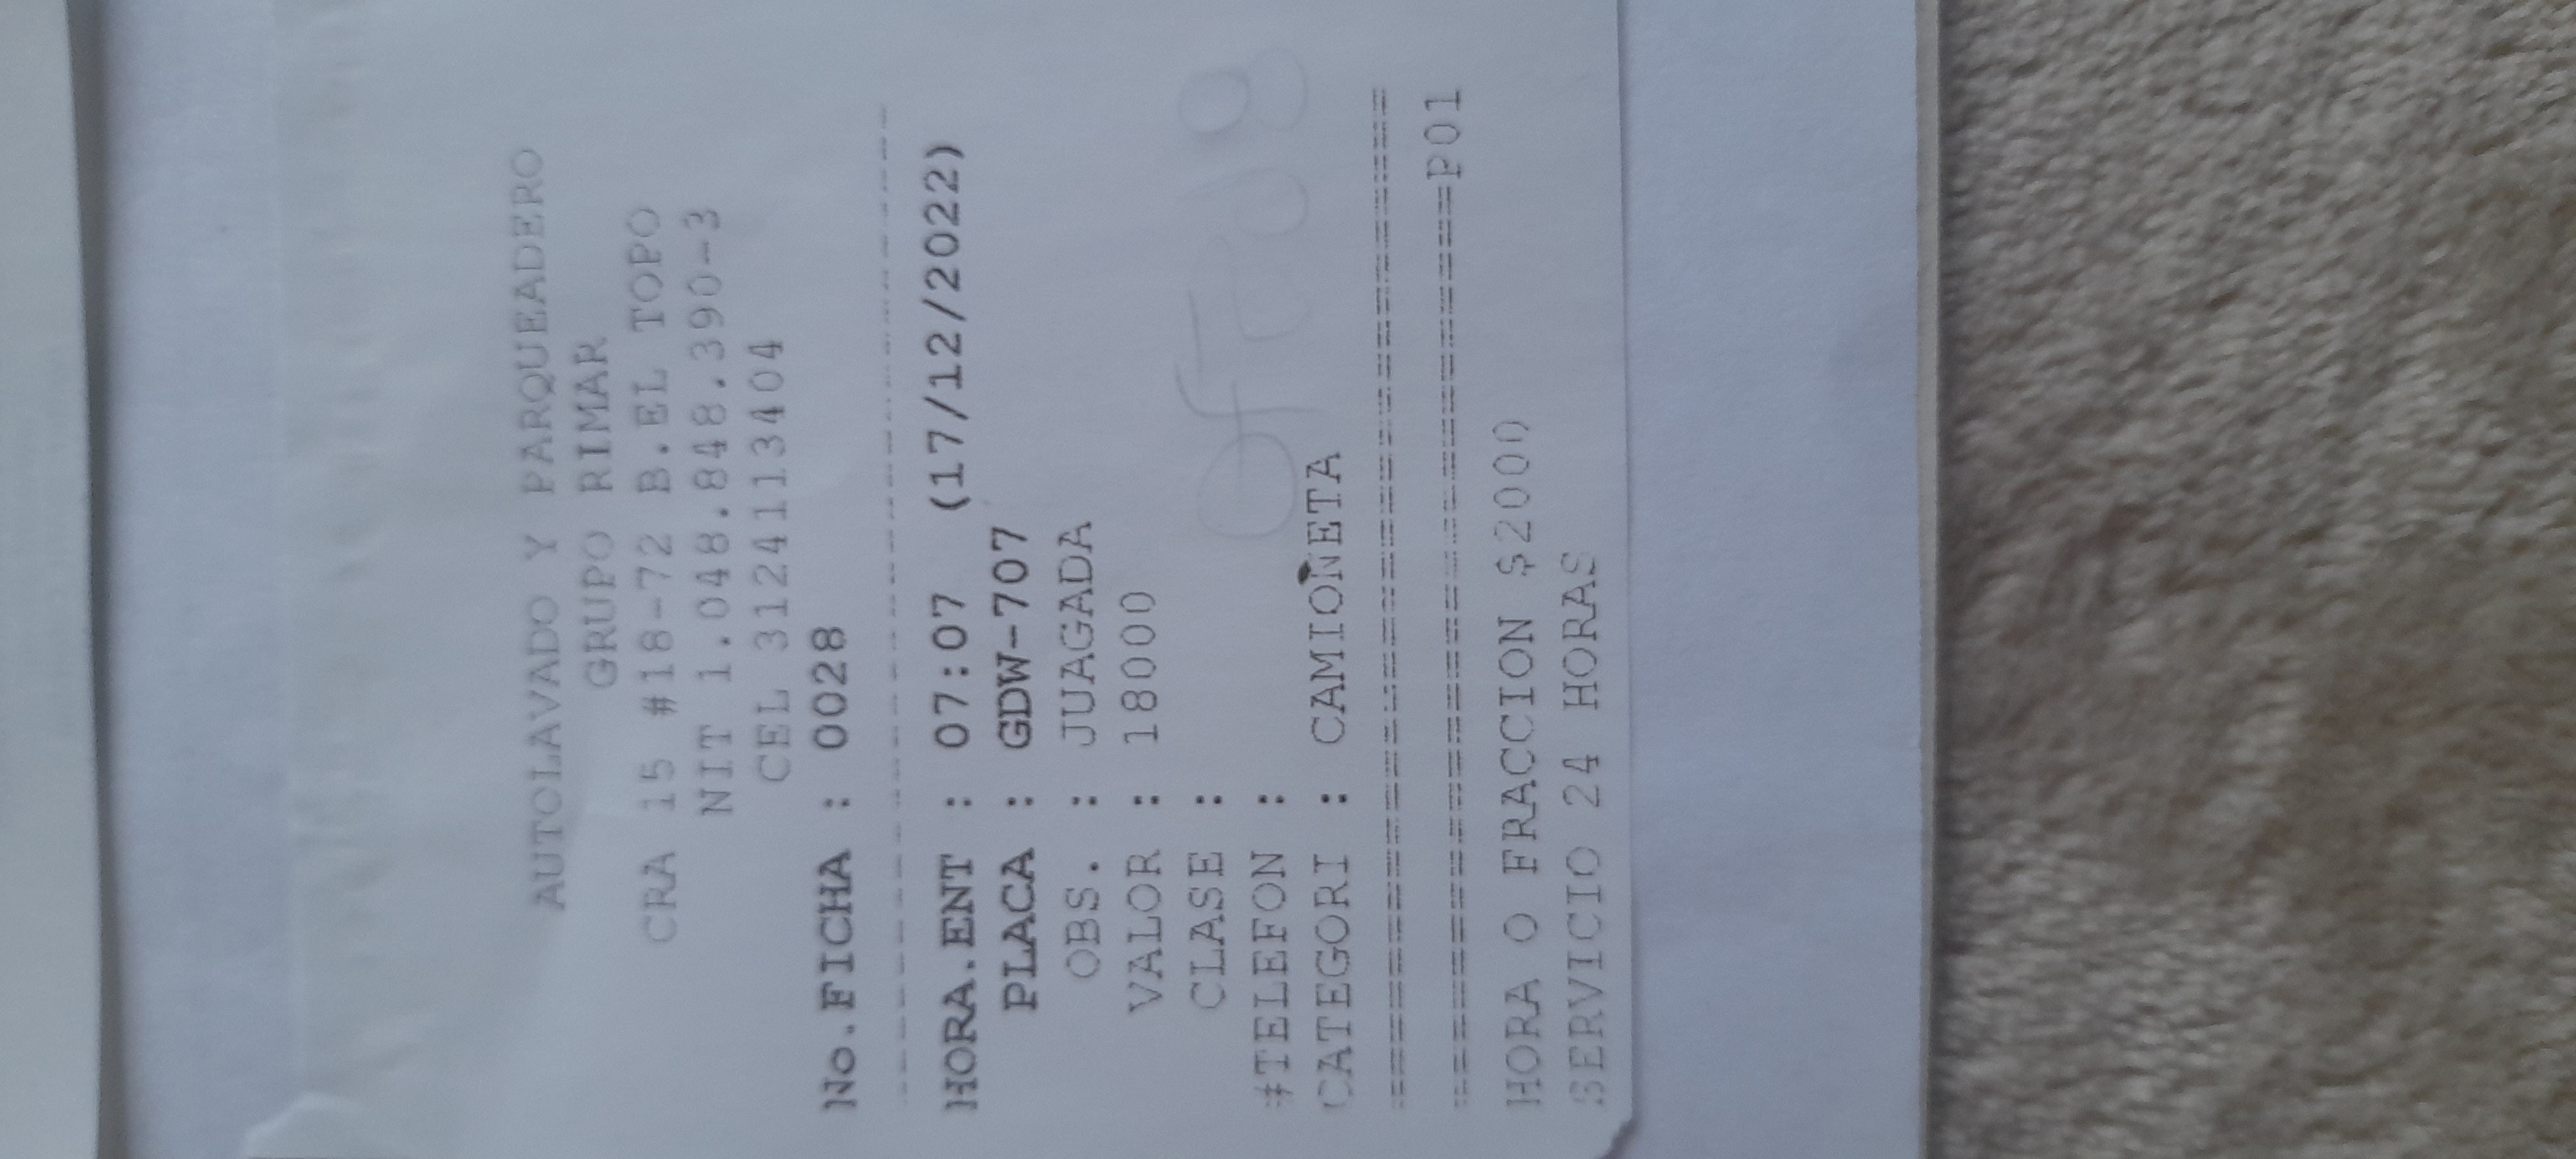 AUTOLAVADO Y PARQUEADERO
GRUPO RIMAR
CRA 15 #18-72 B.EL TOPO
NIT 1.048.848.390-3
CEL 3124113404
No.FICHA : 0028
--------------------------------
HORA.ENT : 07:07 (17/12/2022)
PLACA : GDW-707
OBS. : JUAGADA
VALOR : 18000
CLASE :
#TELEFON :
CATEGORI : CAMIONETA
================================
=============================P01
HORA O FRACCION $2000
SERVICIO 24 HORAS